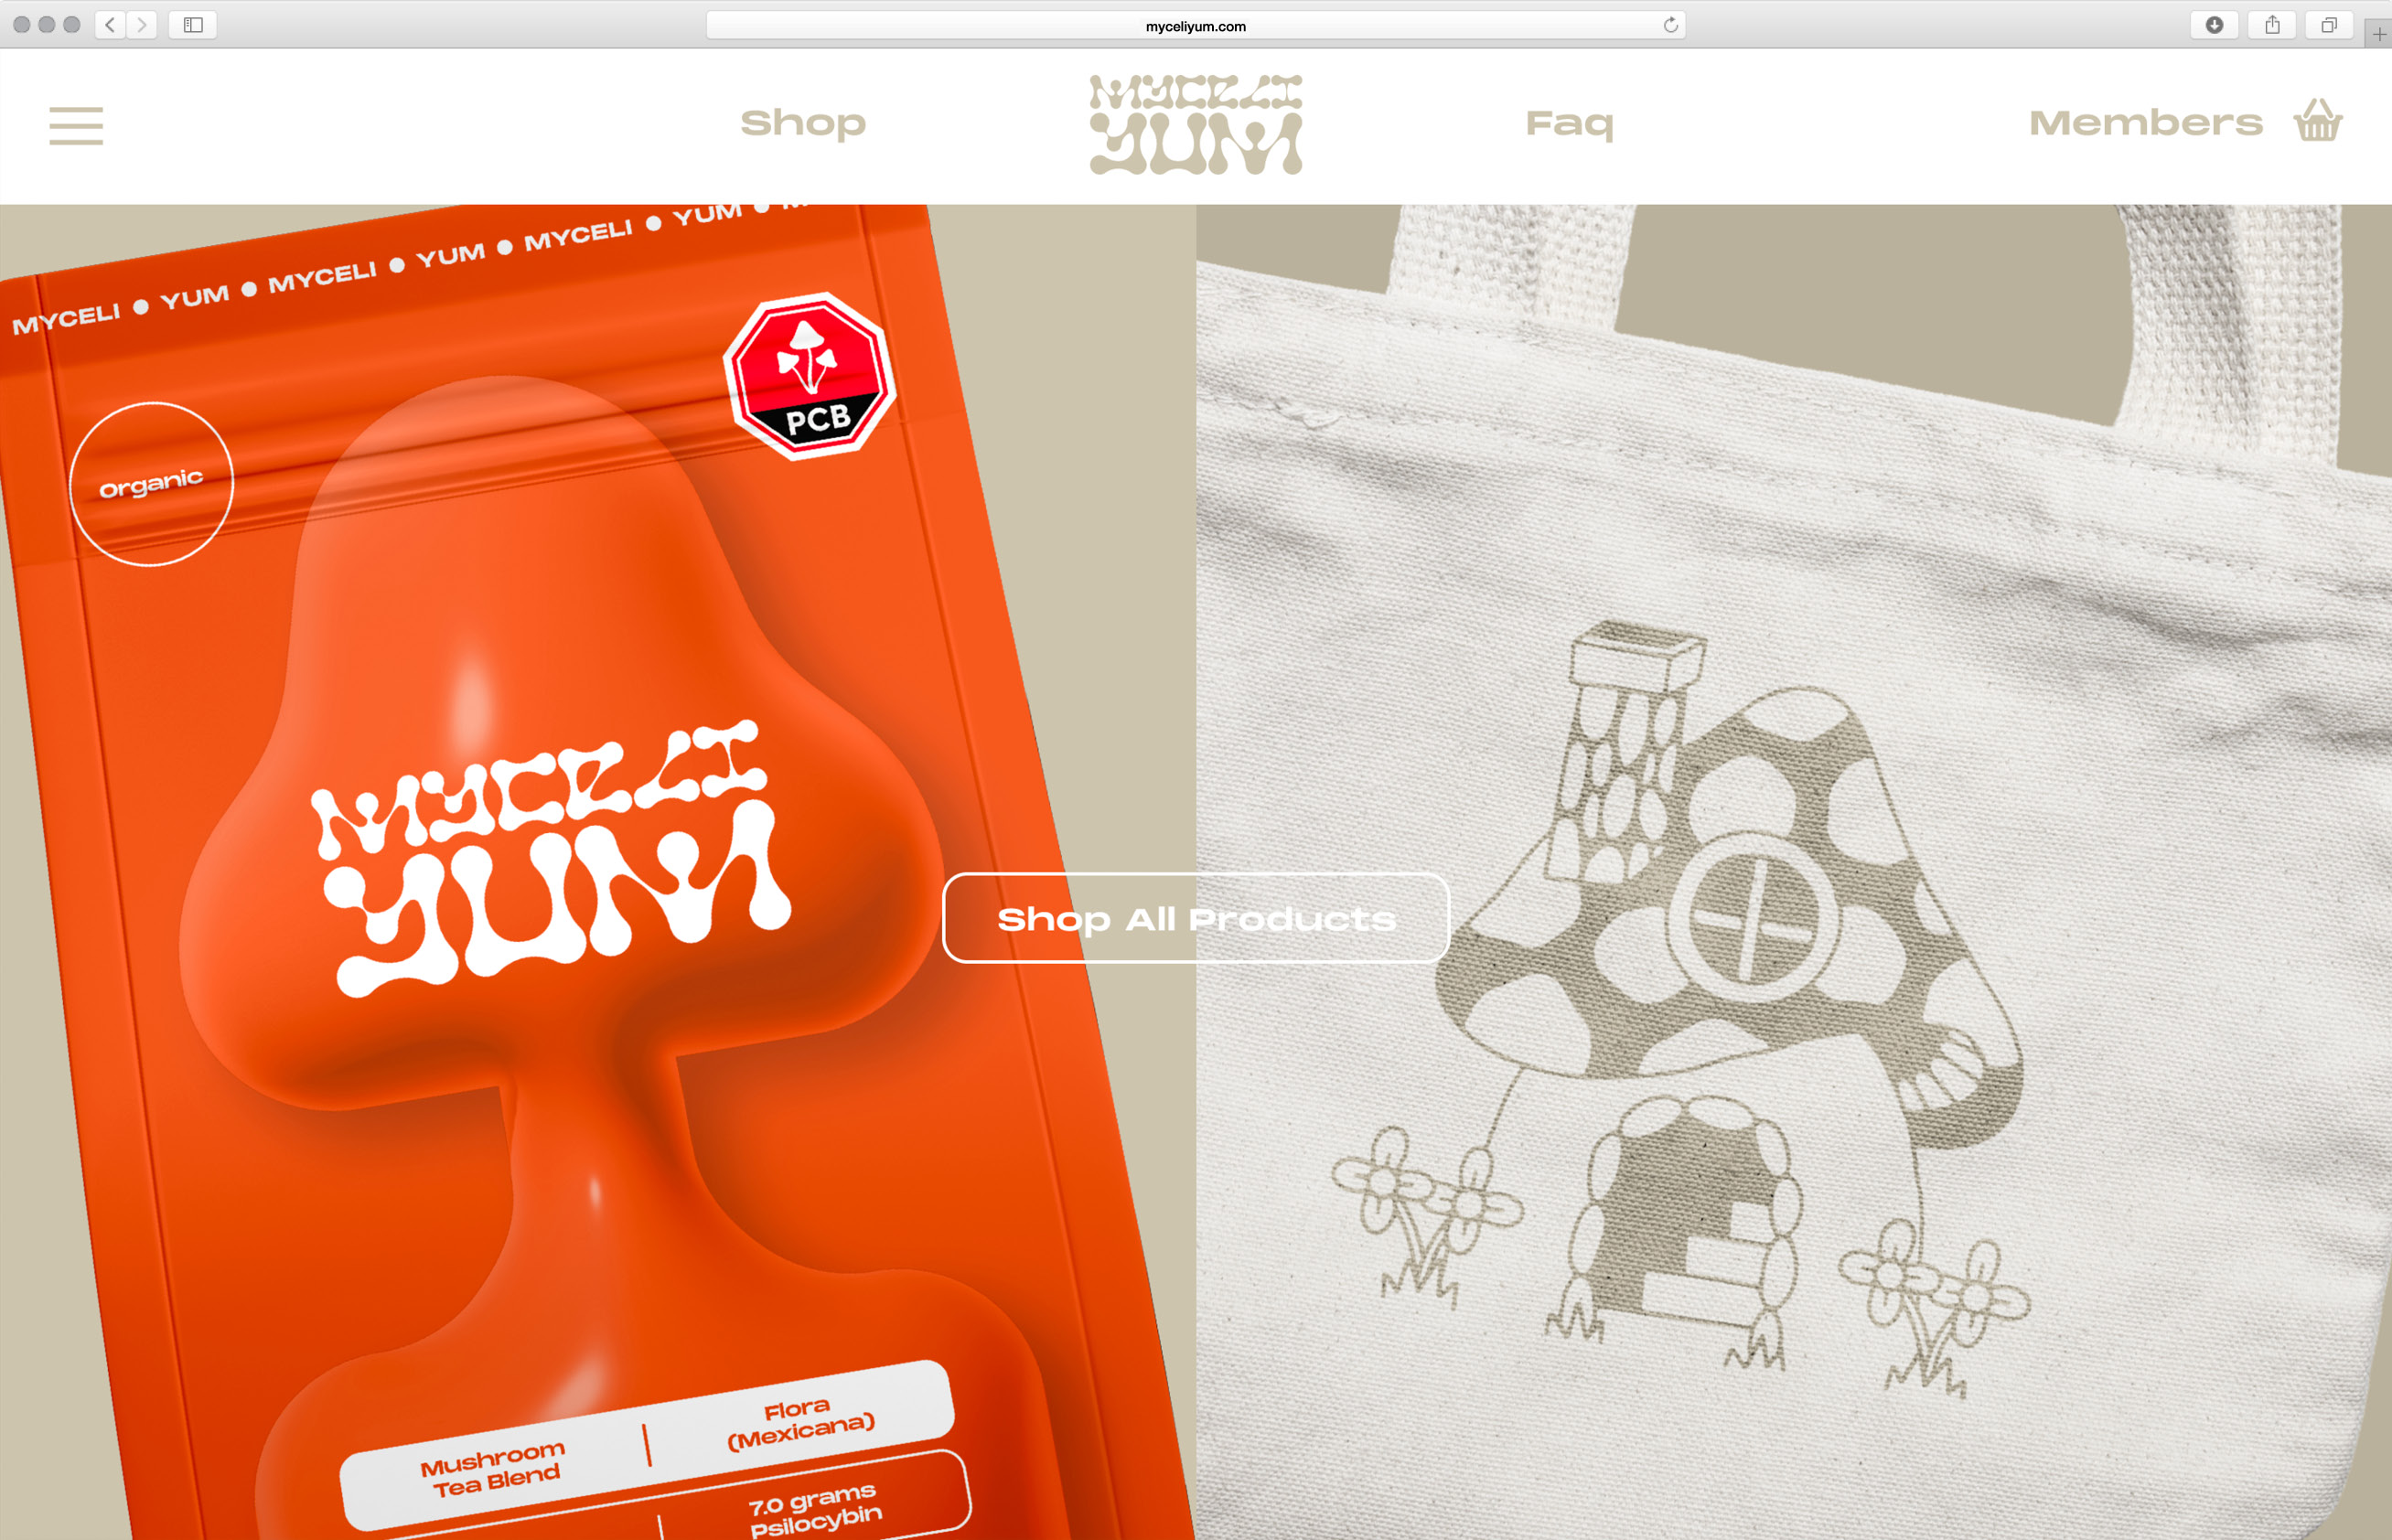 myceliyum.com
Shop
MYCELI
YUM
Faq
Members
MYCELI ● YUM ● MYCELI ● YUM ● MYCELI ● YUM ●
PCB
organic
MYCELI
YUM
Shop All Products
Mushroom
Tea Blend
Flora
(Mexicana)
7.0 grams
Psilocybin